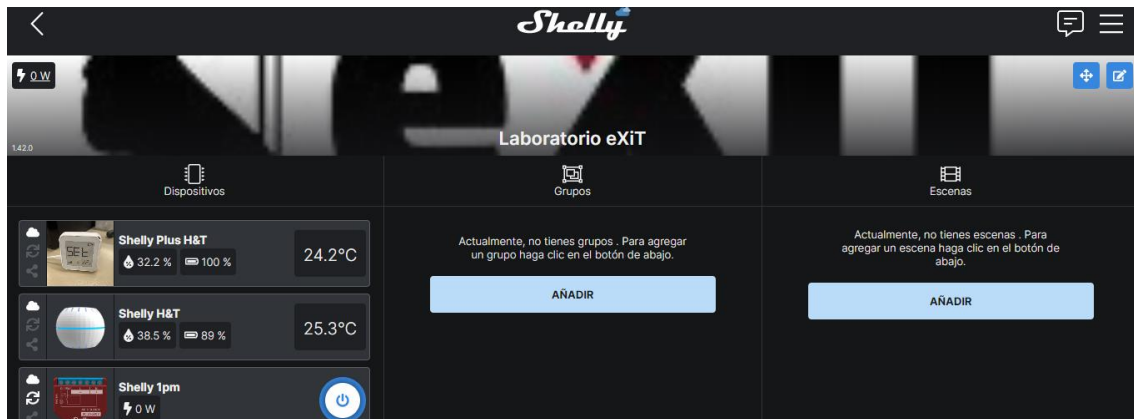 Shelly
0 W
eXiT
Laboratorio eXiT
1.42.0
Dispositivos
Grupos
Escenas
Shelly Plus H&T
32.2 % 100 %
24.2°C
SEt
Shelly H&T
38.5 % 89 %
25.3°C
Shelly 1pm
0 W
Actualmente, no tienes grupos . Para agregar
un grupo haga clic en el botón de abajo.
AÑADIR
Actualmente, no tienes escenas . Para
agregar un escena haga clic en el botón de
abajo.
AÑADIR